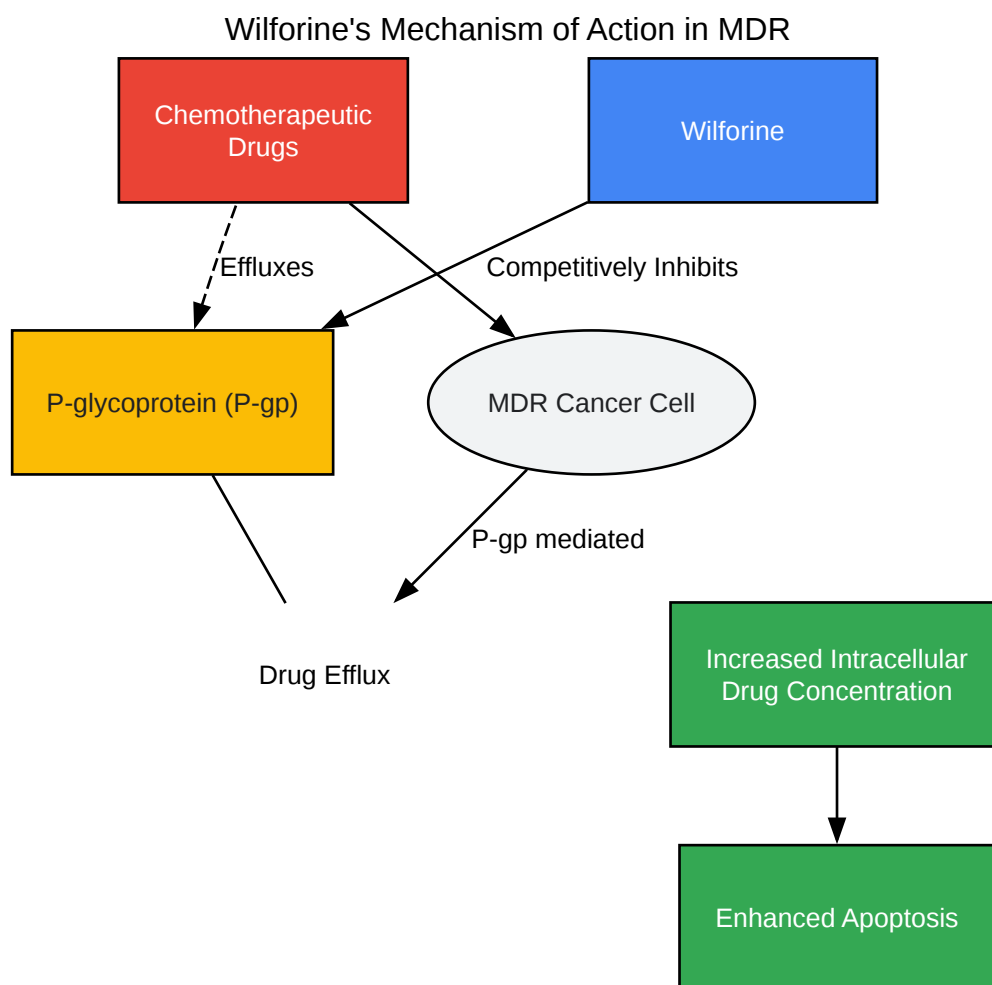 Wilforine's Mechanism of Action in MDR
Chemotherapeutic
Drugs
Wilforine
Effluxes
Competitively Inhibits
P-glycoprotein (P-gp)
MDR Cancer Cell
P-gp mediated
Drug Efflux
Increased Intracellular
Drug Concentration
Enhanced Apoptosis